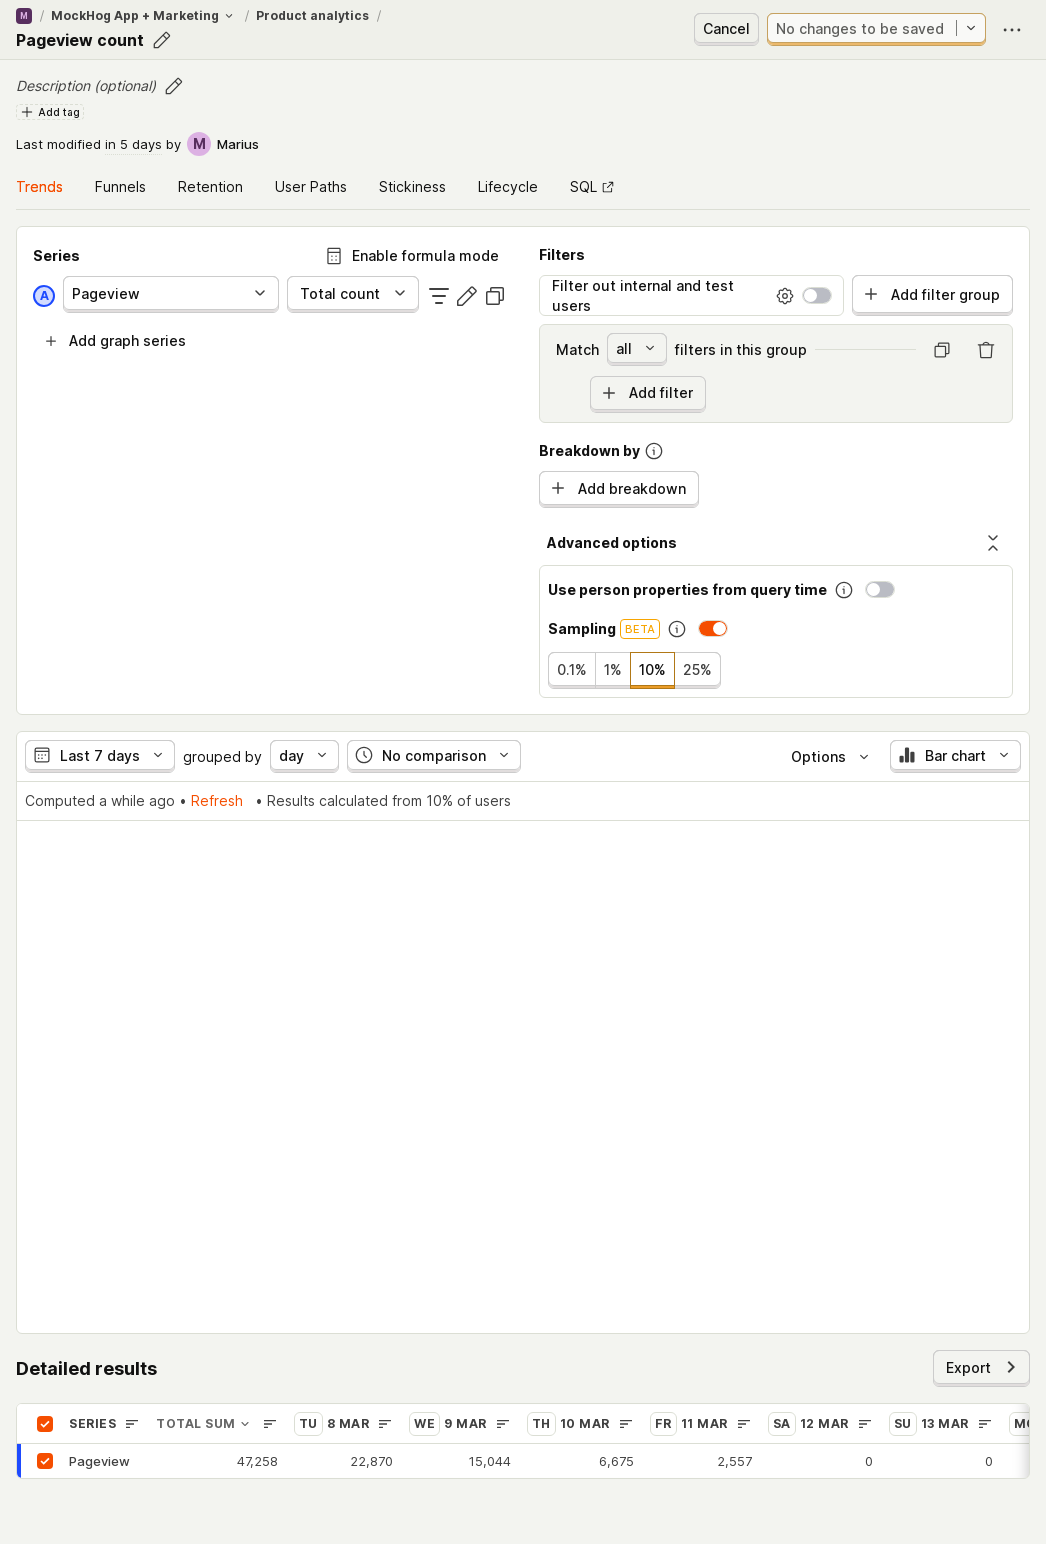 M / MockHog App + Marketing / Product analytics /
Pageview count
Cancel
No changes to be saved
Description (optional)
Add tag
Last modified in 5 days by M Marius
Trends Funnels Retention User Paths Stickiness Lifecycle SQL
Series
Enable formula mode
A Pageview Total count
Add graph series
Filters
Filter out internal and test users
Add filter group
Match all filters in this group
Add filter
Breakdown by
Add breakdown
Advanced options
Use person properties from query time
Sampling BETA
0.1% 1% 10% 25%
Last 7 days grouped by day No comparison Options Bar chart
Computed a while ago • Refresh • Results calculated from 10% of users
Detailed results
Export
SERIES TOTAL SUM TU 8 MAR WE 9 MAR TH 10 MAR FR 11 MAR SA 12 MAR SU 13 MAR
Pageview 47,258 22,870 15,044 6,675 2,557 0 0